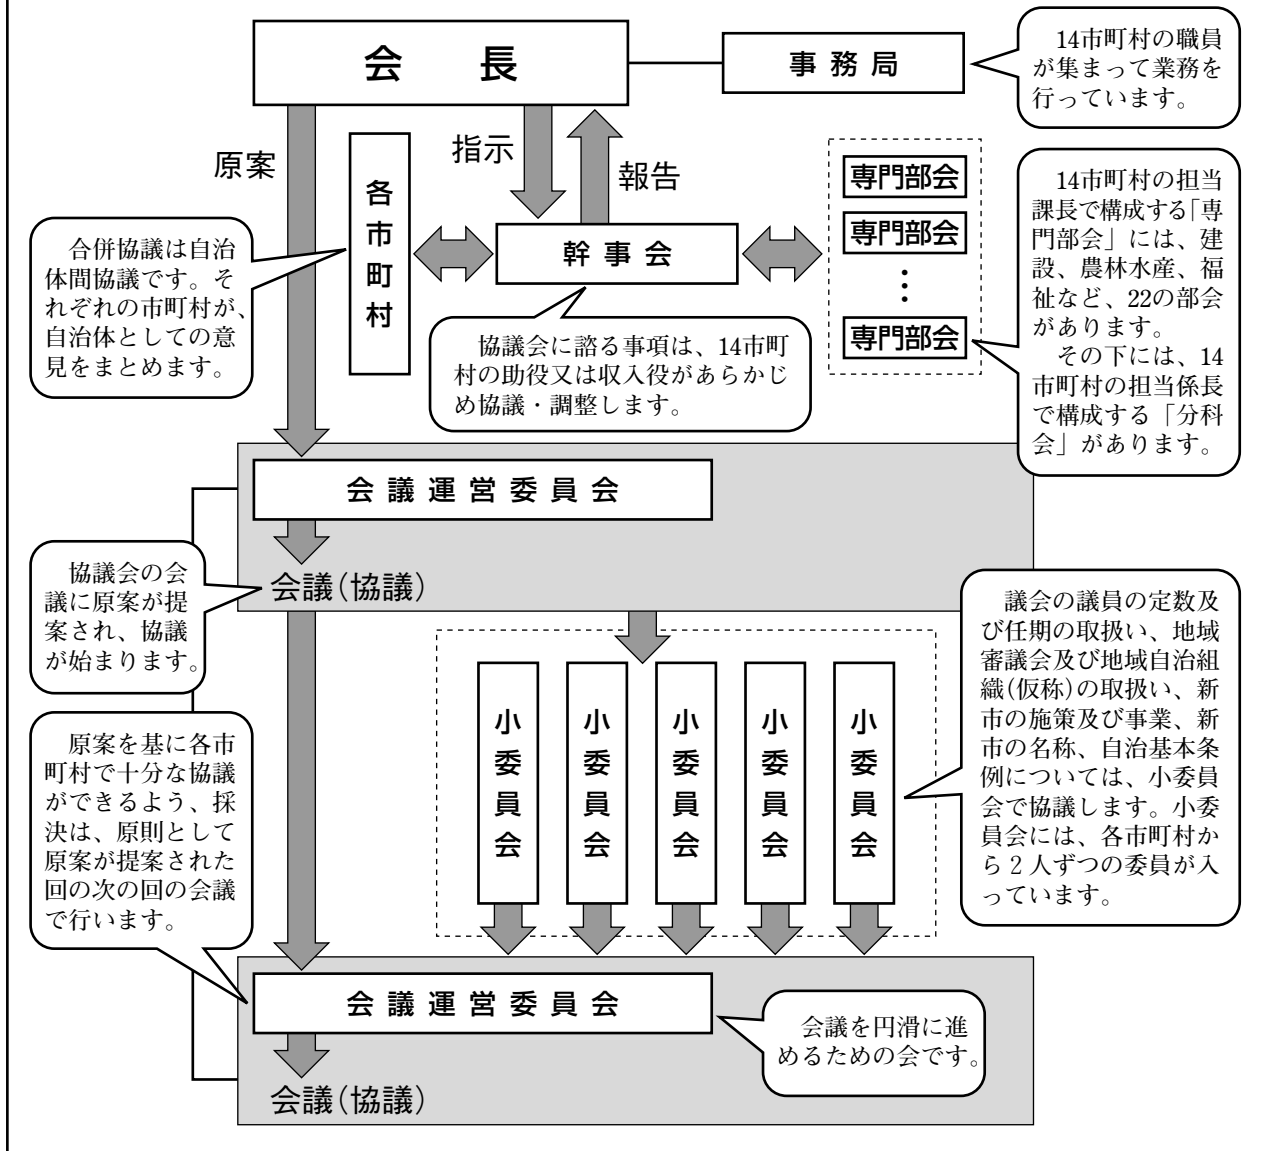 会長
事務局
14市町村の職員
が集まって業務を
行っています。
原案
指示
報告
各市町村
幹事会
専門部会
専門部会
⋮
専門部会
14市町村の担当
課長で構成する「専
門部会」には、建
設、農林水産、福
祉など、22の部会
があります。
その下には、14
市町村の担当係長
で構成する「分科
会」があります。
合併協議は自治
体間協議です。そ
れぞれの市町村が、
自治体としての意
見をまとめます。
協議会に諮る事項は、14市町
村の助役又は収入役があらかじ
め協議・調整します。
会議運営委員会
会議(協議)
協議会の会
議に原案が提
案され、協議
が始まります。
小委員会
小委員会
小委員会
小委員会
小委員会
議会の議員の定数及
び任期の取扱い、地域
審議会及び地域自治組
織(仮称)の取扱い、新
市の施策及び事業、新
市の名称、自治基本条
例については、小委員
会で協議します。小委
員会には、各市町村か
ら2人ずつの委員が入
っています。
原案を基に各市
町村で十分な協議
ができるよう、採
決は、原則として
原案が提案された
回の次の回の会議
で行います。
会議運営委員会
会議を円滑に進
めるための会です。
会議(協議)